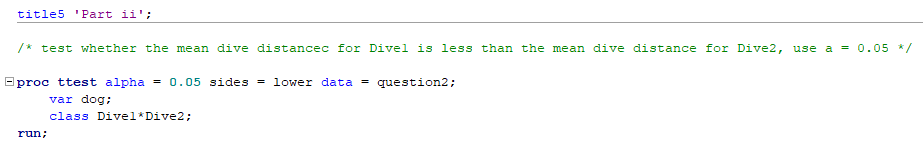 title5 'Part ii';
/* test whether the mean dive distancec for Dive1 is less than the mean dive distance for Dive2, use a = 0.05 */
proc ttest alpha = 0.05 sides = lower data = question2;
var dog;
class Dive1*Dive2;
run;